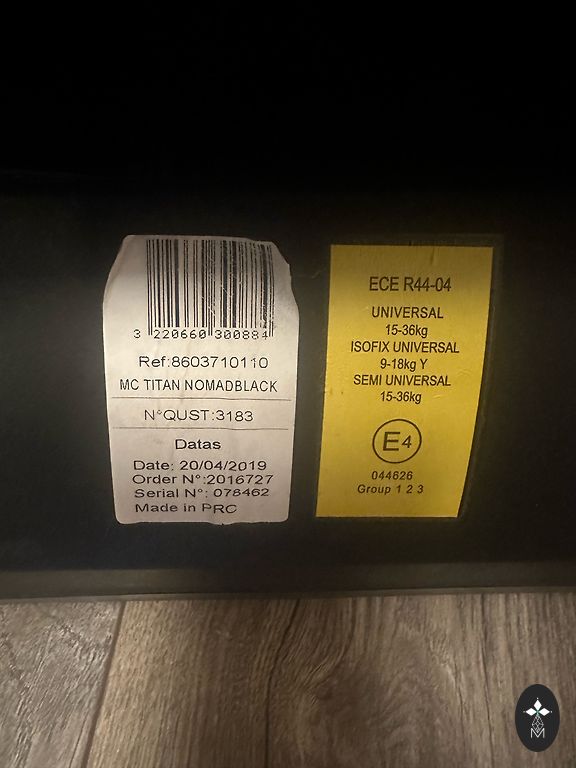 3 220660 300884
Ref:8603710110
MC TITAN NOMADBLACK
N°QUST:3183
Datas
Date: 20/04/2019
Order N°:2016727
Serial N°: 078462
Made in PRC
ECE R44-04
UNIVERSAL
15-36kg
ISOFIX UNIVERSAL
9-18kg Y
SEMI UNIVERSAL
15-36kg
E4
044626
Group 1 2 3
M